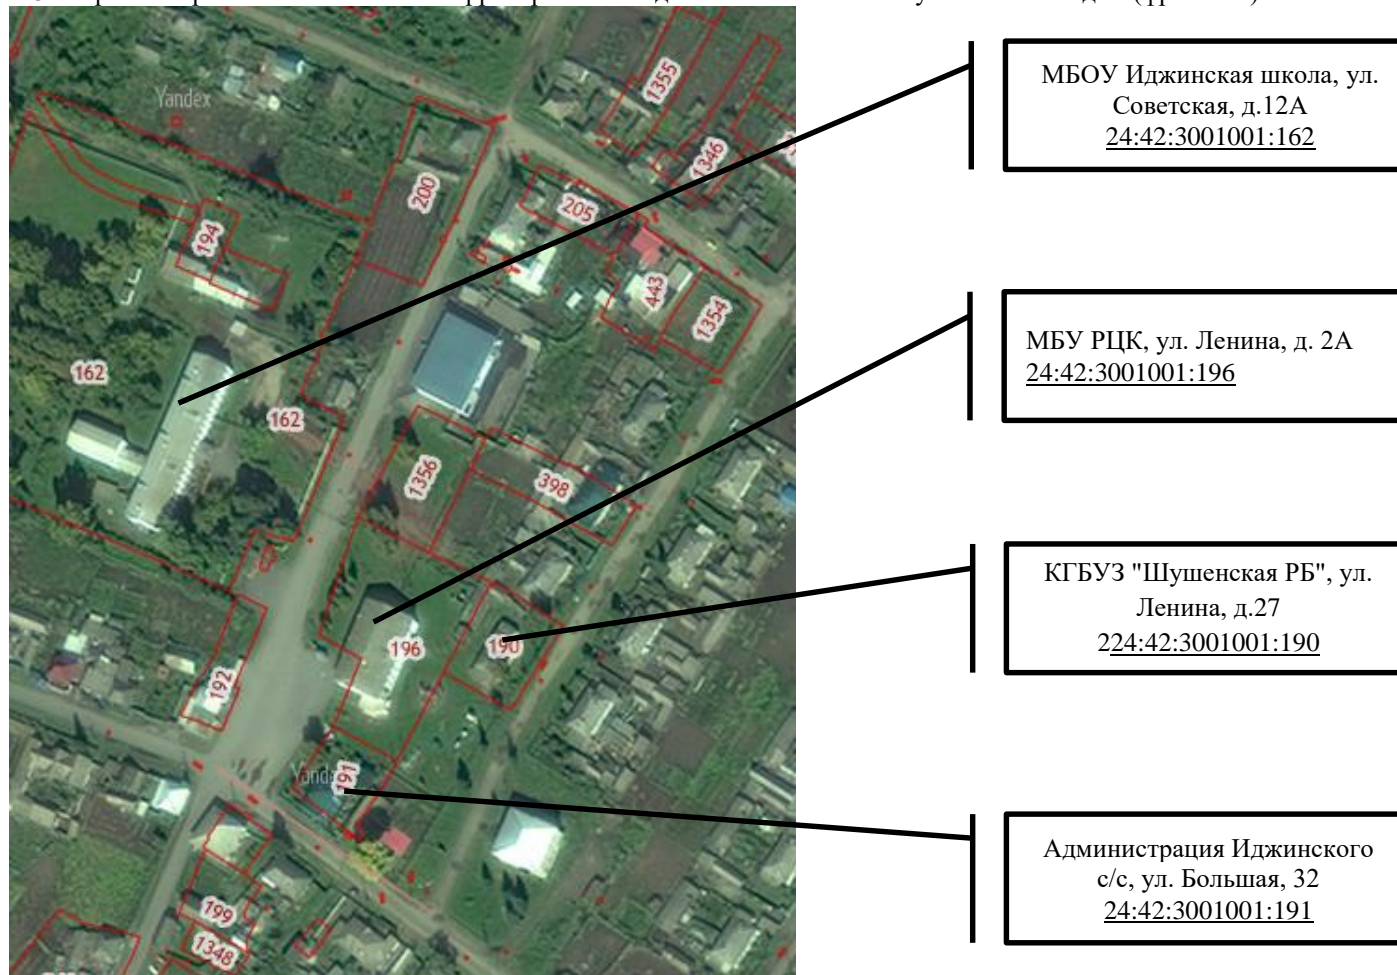 МБОУ Иджинская школа, ул.
Советская, д.12А
24:42:3001001:162
МБУ РЦК, ул. Ленина, д. 2А
24:42:3001001:196
КГБУЗ "Шушенская РБ", ул.
Ленина, д.27
224:42:3001001:190
Администрация Иджинского
с/с, ул. Большая, 32
24:42:3001001:191
Yandex
1355
1346
200
205
194
443
1354
162
162
1356
398
196
190
192
191
199
1348